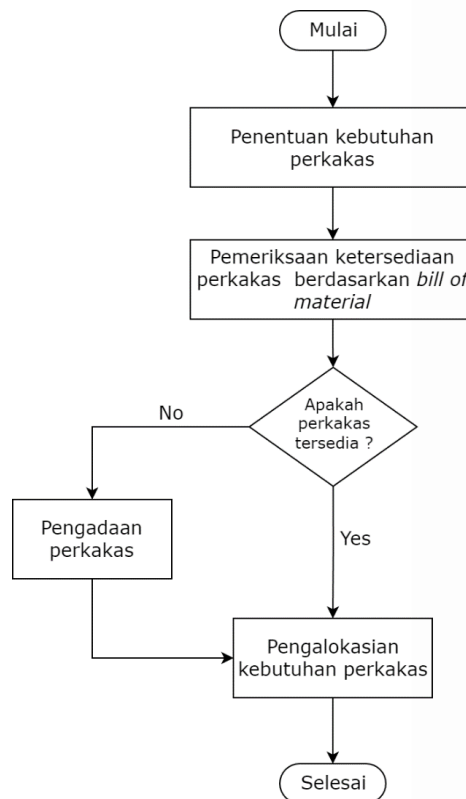 Mulai
Penentuan kebutuhan
perkakas
Pemeriksaan ketersediaan
perkakas berdasarkan bill of
material
Apakah
perkakas
tersedia ?
No
Yes
Pengadaan
perkakas
Pengalokasian
kebutuhan perkakas
Selesai